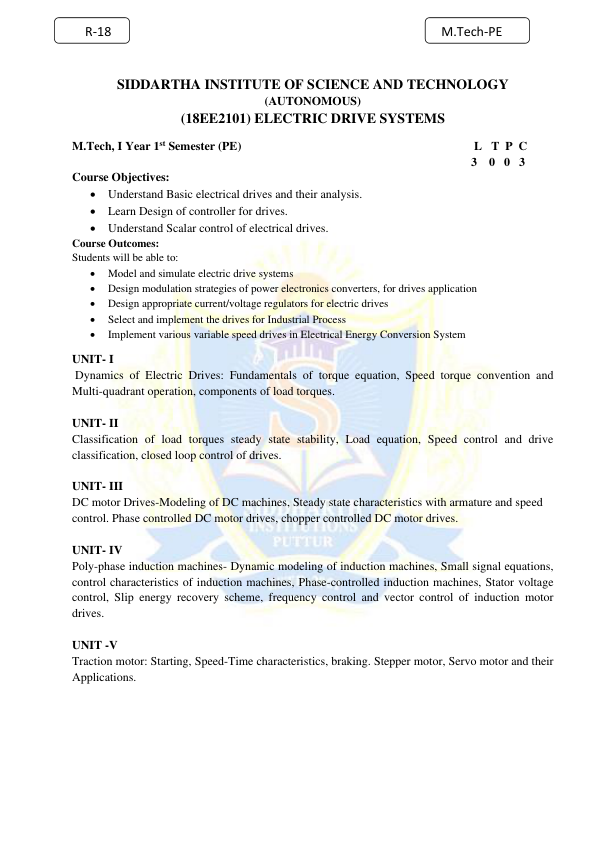 R-18
M.Tech-PE
SIDDARTHA INSTITUTE OF SCIENCE AND TECHNOLOGY
(AUTONOMOUS)
(18EE2101) ELECTRIC DRIVE SYSTEMS
M.Tech, I Year 1st Semester (PE) L T P C
3 0 0 3
Course Objectives:
• Understand Basic electrical drives and their analysis.
• Learn Design of controller for drives.
• Understand Scalar control of electrical drives.
Course Outcomes:
Students will be able to:
• Model and simulate electric drive systems
• Design modulation strategies of power electronics converters, for drives application
• Design appropriate current/voltage regulators for electric drives
• Select and implement the drives for Industrial Process
• Implement various variable speed drives in Electrical Energy Conversion System
UNIT- I
Dynamics of Electric Drives: Fundamentals of torque equation, Speed torque convention and
Multi-quadrant operation, components of load torques.
UNIT- II
Classification of load torques steady state stability, Load equation, Speed control and drive
classification, closed loop control of drives.
UNIT- III
DC motor Drives-Modeling of DC machines, Steady state characteristics with armature and speed
control. Phase controlled DC motor drives, chopper controlled DC motor drives.
UNIT- IV
Poly-phase induction machines- Dynamic modeling of induction machines, Small signal equations,
control characteristics of induction machines, Phase-controlled induction machines, Stator voltage
control, Slip energy recovery scheme, frequency control and vector control of induction motor
drives.
UNIT -V
Traction motor: Starting, Speed-Time characteristics, braking. Stepper motor, Servo motor and their
Applications.
INSTITUTIONS
PUTTUR